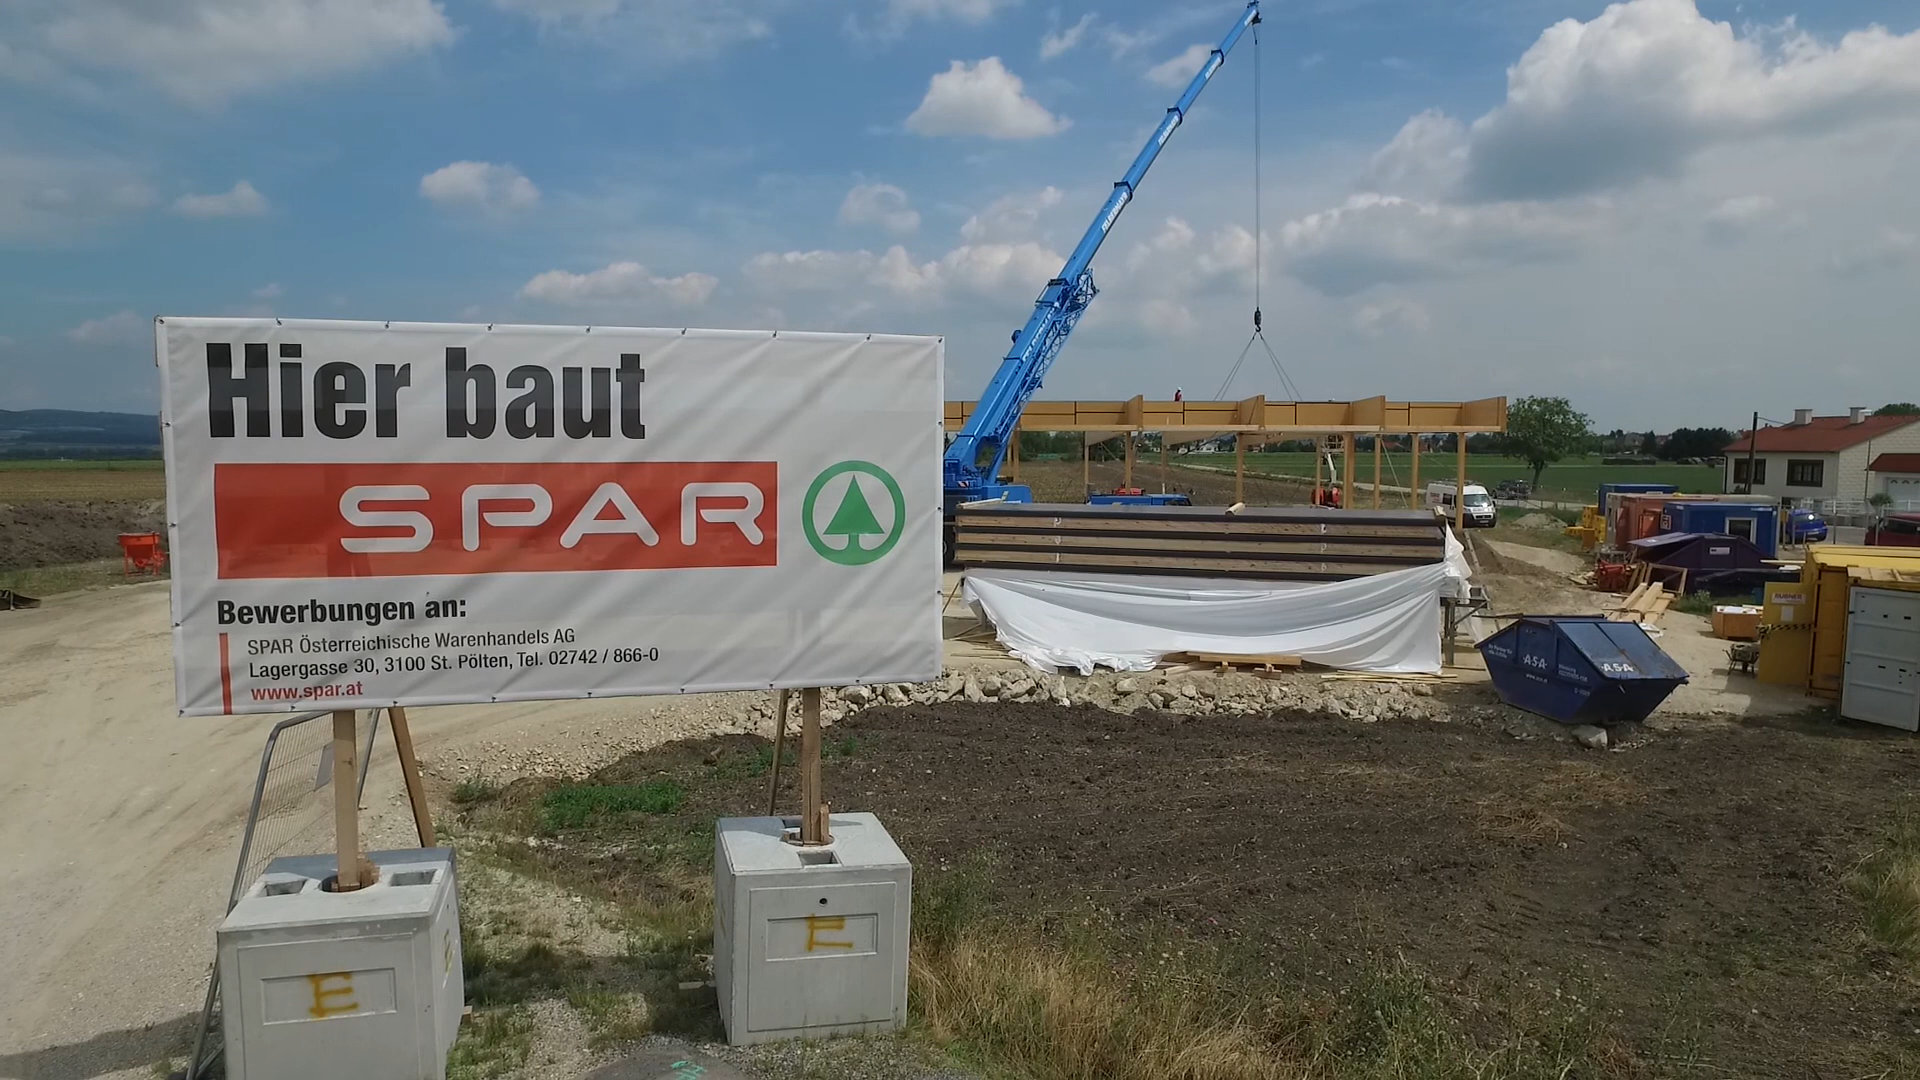 Hier baut
SPAR
Bewerbungen an:
SPAR Österreichische Warenhandels AG
Lagergasse 30, 3100 St. Pölten, Tel. 02742 / 866-0
www.spar.at
E
E
ASA
ASA